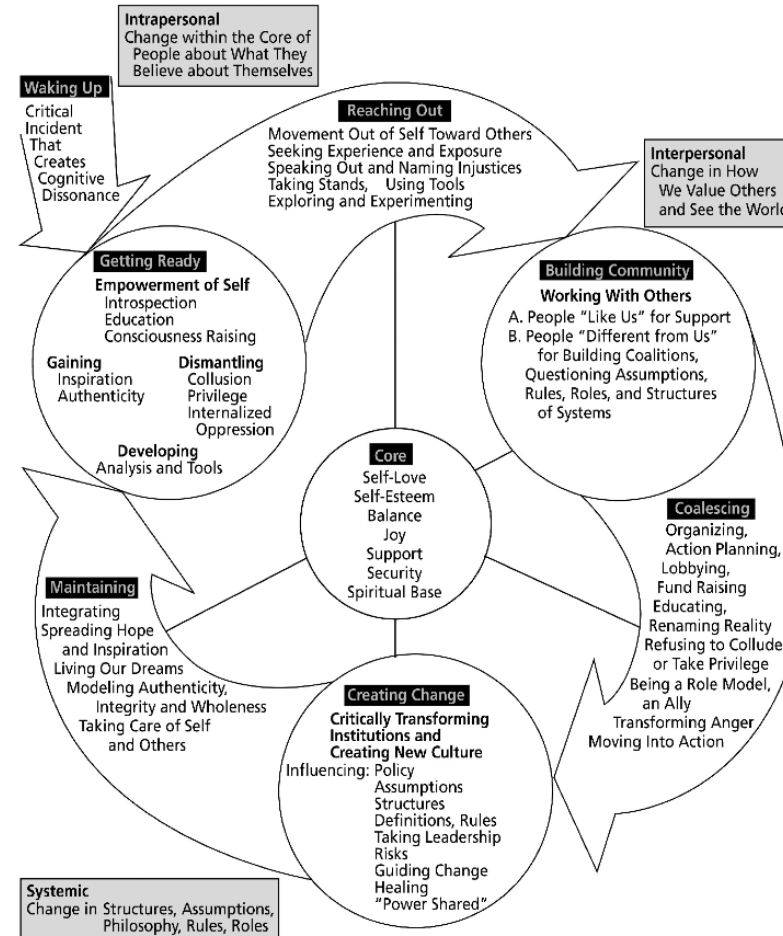 Intrapersonal
Change within the Core of
People about What They
Believe about Themselves
Waking Up
Critical
Incident
That
Creates
Cognitive
Dissonance
Reaching Out
Movement Out of Self Toward Others
Seeking Experience and Exposure
Speaking Out and Naming Injustices
Taking Stands, Using Tools
Exploring and Experimenting
Interpersonal
Change in How
We Value Others
and See the World
Getting Ready
Empowerment of Self
Introspection
Education
Consciousness Raising
Gaining
Inspiration
Authenticity
Dismantling
Collusion
Privilege
Internalized
Oppression
Developing
Analysis and Tools
Building Community
Working With Others
A. People “Like Us” for Support
B. People “Different from Us”
for Building Coalitions,
Questioning Assumptions,
Rules, Roles, and Structures
of Systems
Core
Self-Love
Self-Esteem
Balance
Joy
Support
Security
Spiritual Base
Coalescing
Organizing,
Action Planning,
Lobbying,
Fund Raising
Educating,
Renaming Reality
Refusing to Collude
or Take Privilege
Being a Role Model,
an Ally
Transforming Anger
Moving Into Action
Maintaining
Integrating
Spreading Hope
and Inspiration
Living Our Dreams
Modeling Authenticity,
Integrity and Wholeness
Taking Care of Self
and Others
Creating Change
Critically Transforming
Institutions and
Creating New Culture
Influencing: Policy
Assumptions
Structures
Definitions, Rules
Taking Leadership
Risks
Guiding Change
Healing
“Power Shared”
Systemic
Change in Structures, Assumptions,
Philosophy, Rules, Roles